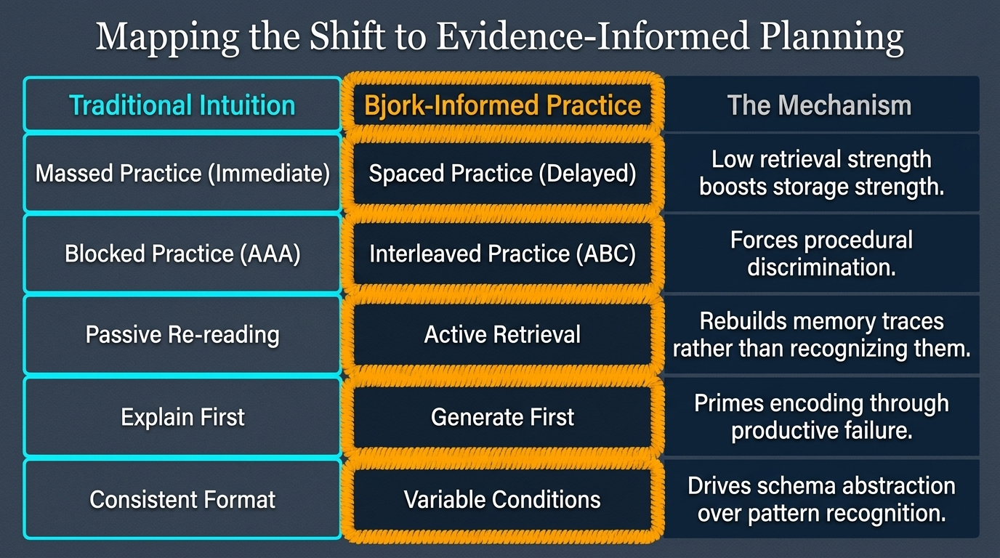 Mapping the Shift to Evidence-Informed Planning
Traditional Intuition
Bjork-Informed Practice
The Mechanism
Massed Practice (Immediate)
Spaced Practice (Delayed)
Low retrieval strength
boosts storage strength.
Blocked Practice (AAA)
Interleaved Practice (ABC)
Forces procedural
discrimination.
Passive Re-reading
Active Retrieval
Rebuilds memory traces
rather than recognizing them.
Explain First
Generate First
Primes encoding through
productive failure.
Consistent Format
Variable Conditions
Drives schema abstraction
over pattern recognition.